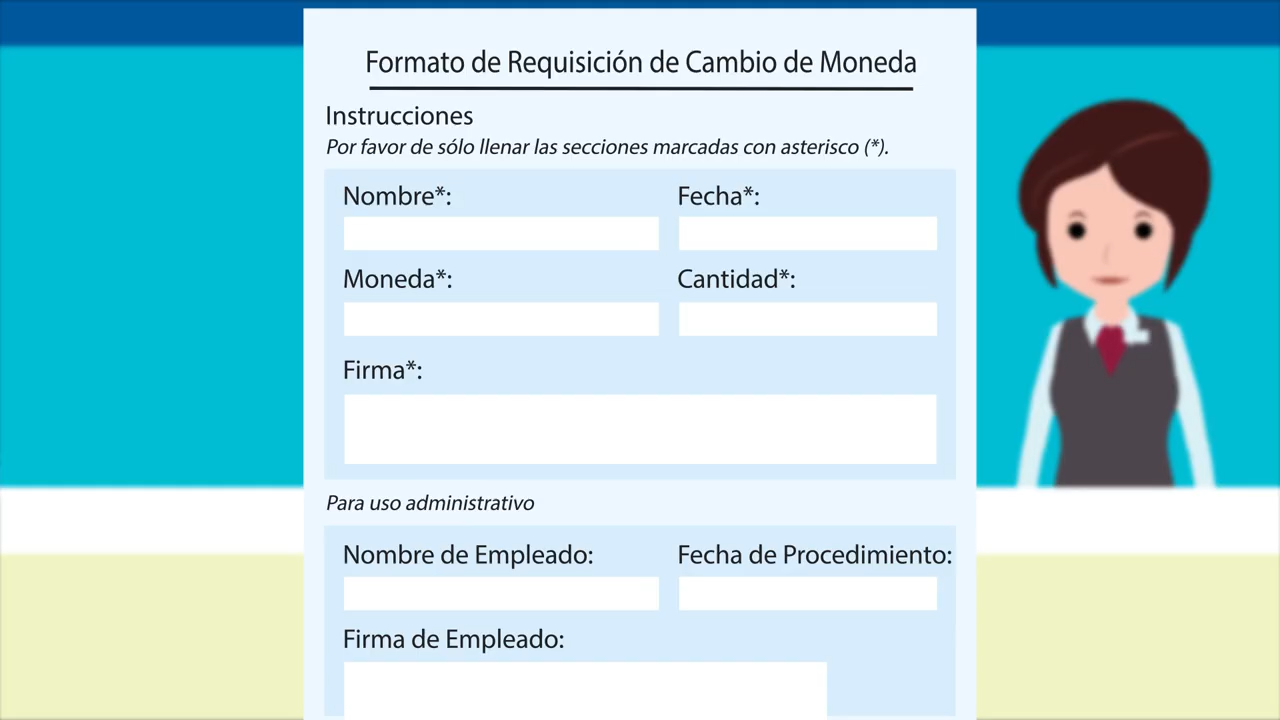 Formato de Requisición de Cambio de Moneda
Instrucciones
Por favor de sólo llenar las secciones marcadas con asterisco (*).
Nombre*: Fecha*:
Moneda*: Cantidad*:
Firma*:
Para uso administrativo
Nombre de Empleado: Fecha de Procedimiento:
Firma de Empleado: